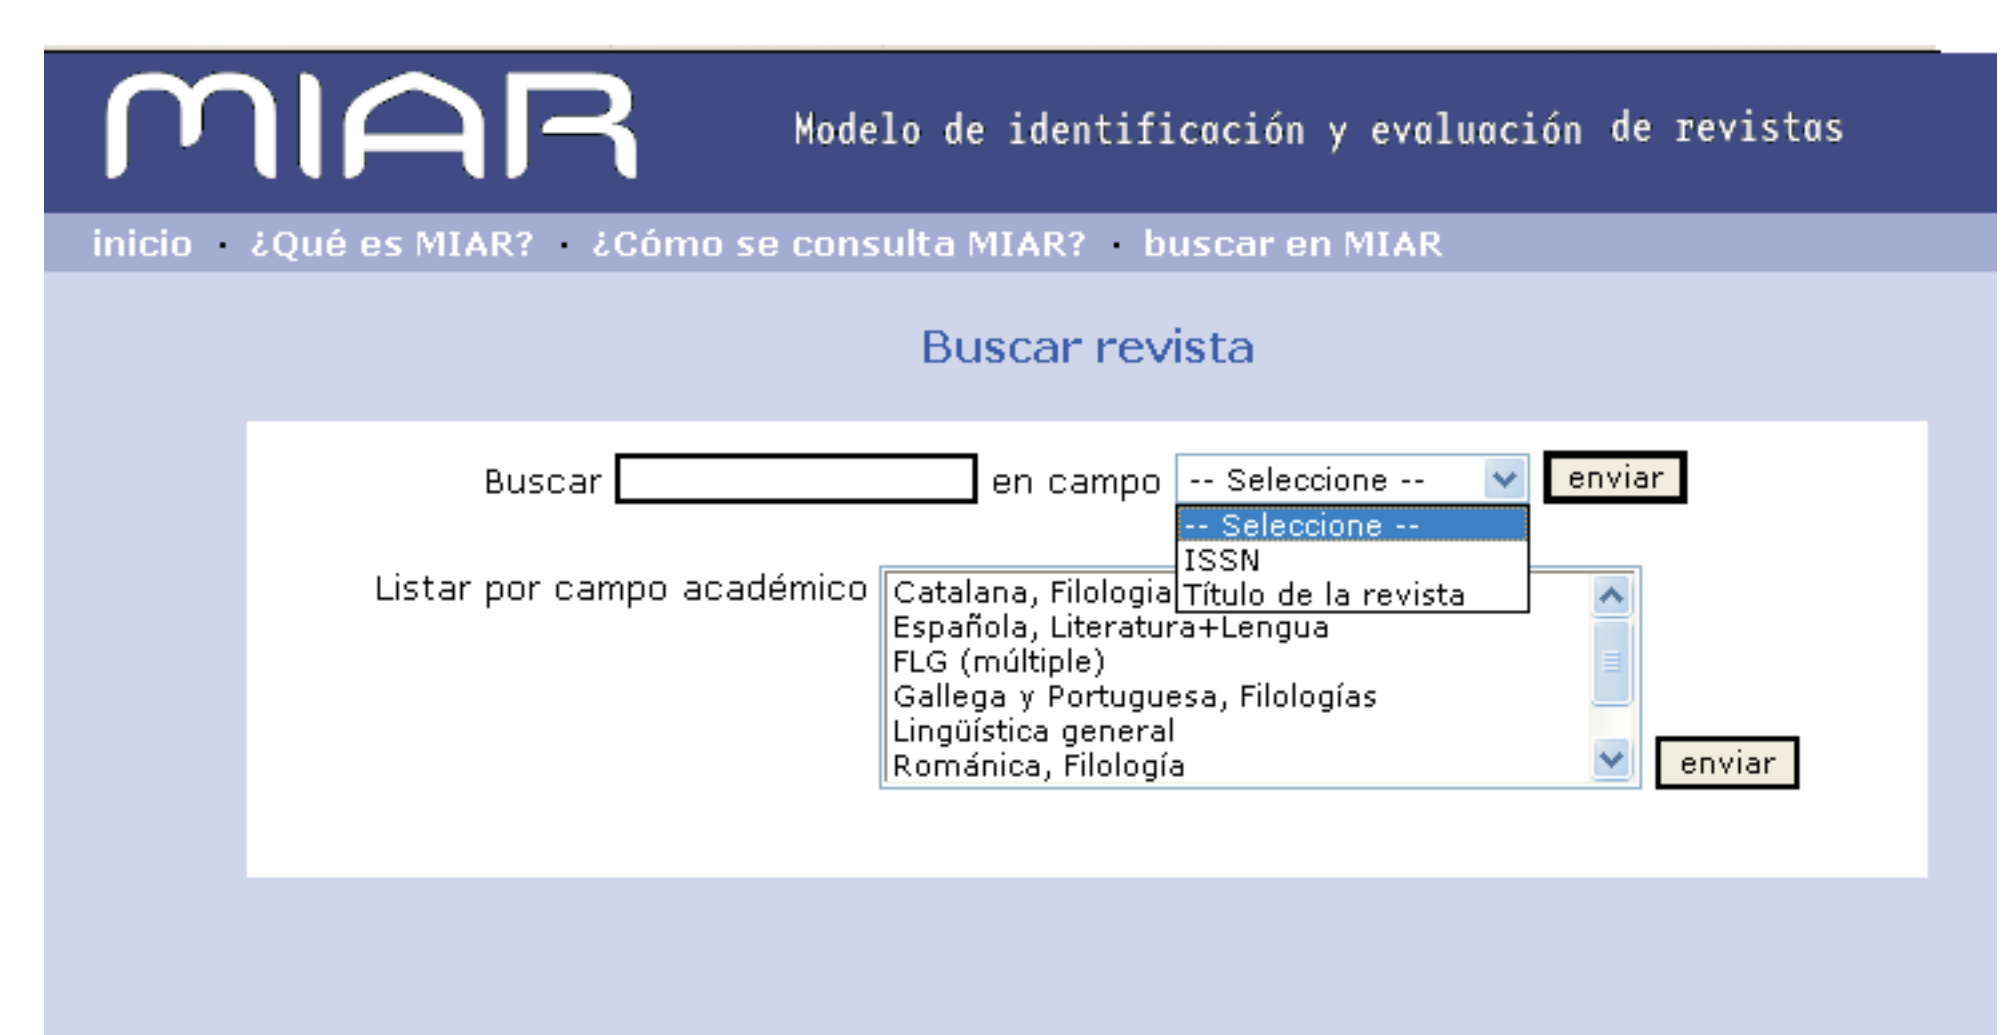 MIAR Modelo de identificación y evaluación de revistas
inicio · ¿Qué es MIAR? · ¿Cómo se consulta MIAR? · buscar en MIAR
Buscar revista
Buscar en campo -- Seleccione -- enviar
-- Seleccione --
ISSN
Título de la revista
Listar por campo académico
Catalana, Filologia
Española, Literatura+Lengua
FLG (múltiple)
Gallega y Portuguesa, Filologías
Lingüística general
Románica, Filología
enviar